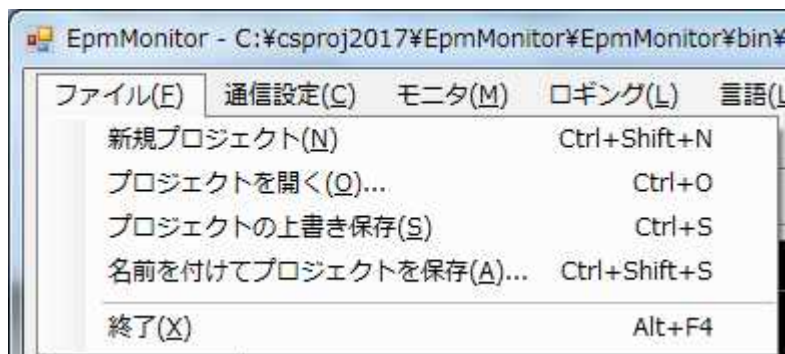 EpmMonitor - C:¥csproj2017¥EpmMonitor¥EpmMonitor¥bin¥
ファイル(F) 通信設定(C) モニタ(M) ロギング(L) 言語(L
新規プロジェクト(N) Ctrl+Shift+N
プロジェクトを開く(O)... Ctrl+O
プロジェクトの上書き保存(S) Ctrl+S
名前を付けてプロジェクトを保存(A)... Ctrl+Shift+S
終了(X) Alt+F4